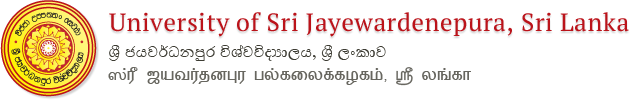 University of Sri Jayewardenepura, Sri Lanka
ශ්‍රී ජයවර්ධනපුර විශ්වවිද්‍යාලය, ශ්‍රී ලංකාව
ஸ்ரீ ஜயவர்தனபுர பல்கலைக்கழகம், ஸ்ரீ லங்கா